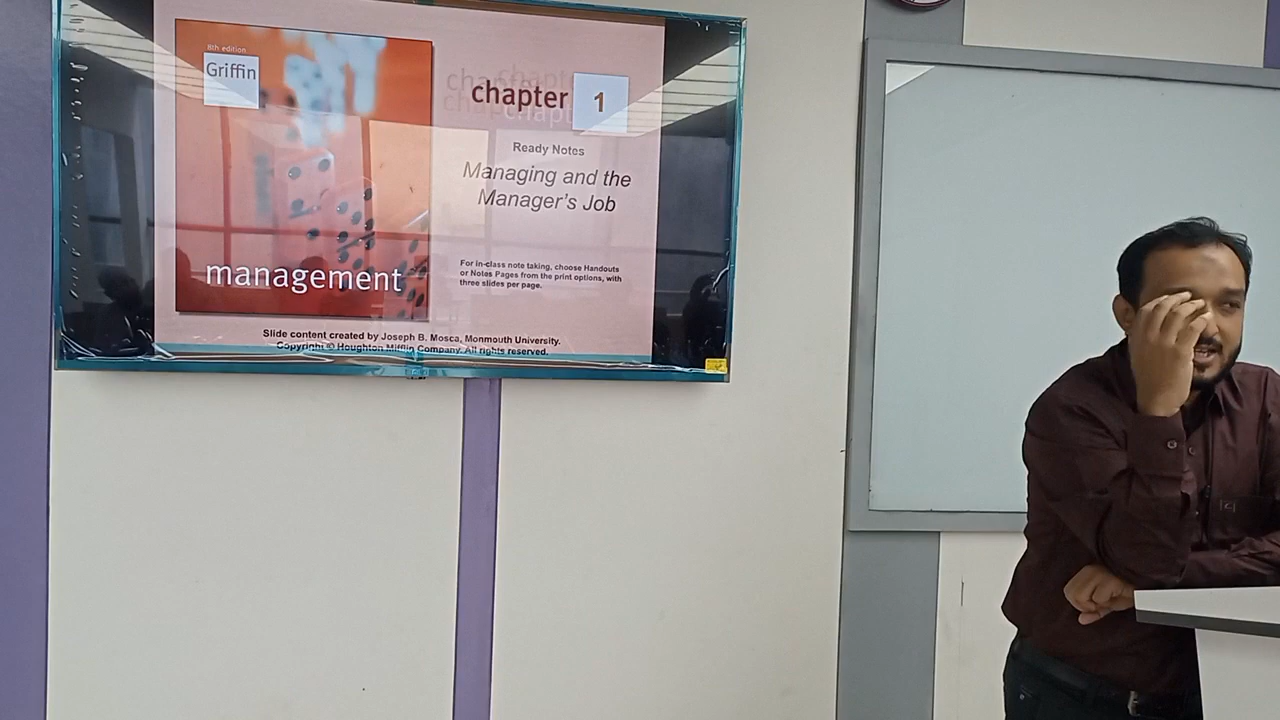 8th edition
Griffin
management
chapter 1
Ready Notes
Managing and the
Manager's Job
For in-class note taking, choose Handouts
or Notes Pages from the print options, with
three slides per page.
Slide content created by Joseph B. Mosca, Monmouth University.
Copyright © Houghton Mifflin Company. All rights reserved.